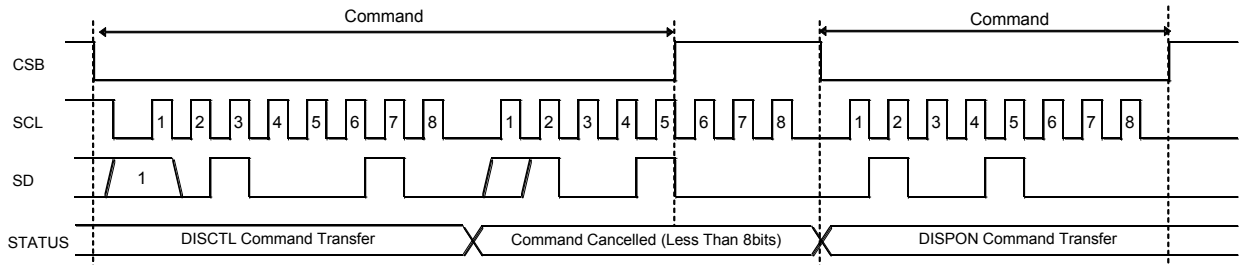 Command Command
CSB
SCL 1 2 3 4 5 6 7 8 1 2 3 4 5 6 7 8 1 2 3 4 5 6 7 8
SD 1
STATUS DISCTL Command Transfer Command Cancelled (Less Than 8bits) DISPON Command Transfer